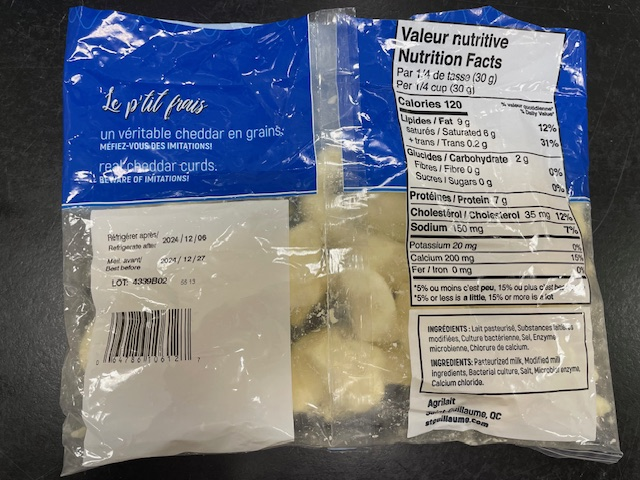 Le p'tit frais
un véritable cheddar en grains.
MÉFIEZ-VOUS DES IMITATIONS!
real cheddar curds.
BEWARE OF IMITATIONS!
Réfrigérer après/
Refrigerate after
2024/12/06
Meil. avant/
Best before
2024/12/27
LOT: 4339B02 08 13
0 64786 10612 7
Valeur nutritive
Nutrition Facts
Par 1/4 de tasse (30 g)
Per 1/4 cup (30 g)
Calories 120
% valeur quotidienne*
% Daily Value*
Lipides / Fat 9 g 12%
saturés / Saturated 6 g
+ trans / Trans 0.2 g 31%
Glucides / Carbohydrate 2 g
Fibres / Fibre 0 g 0%
Sucres / Sugars 0 g 0%
Protéines / Protein 7 g
Cholestérol / Cholesterol 35 mg 12%
Sodium 150 mg 7%
Potassium 20 mg 0%
Calcium 200 mg 15%
Fer / Iron 0 mg 0%
*5% ou moins c'est peu, 15% ou plus c'est
*5% or less is a little, 15% or more is a lot
INGRÉDIENTS : Lait pasteurisé, Substances
modifiées, Culture bactérienne, Sel, Enzyme
microbienne, Chlorure de calcium.
INGREDIENTS: Pasteurized milk, Modified milk
ingredients, Bacterial culture, Salt, Microbial enzyme,
Calcium chloride.
Agrilait
Guillaume, QC
stguillaume.com